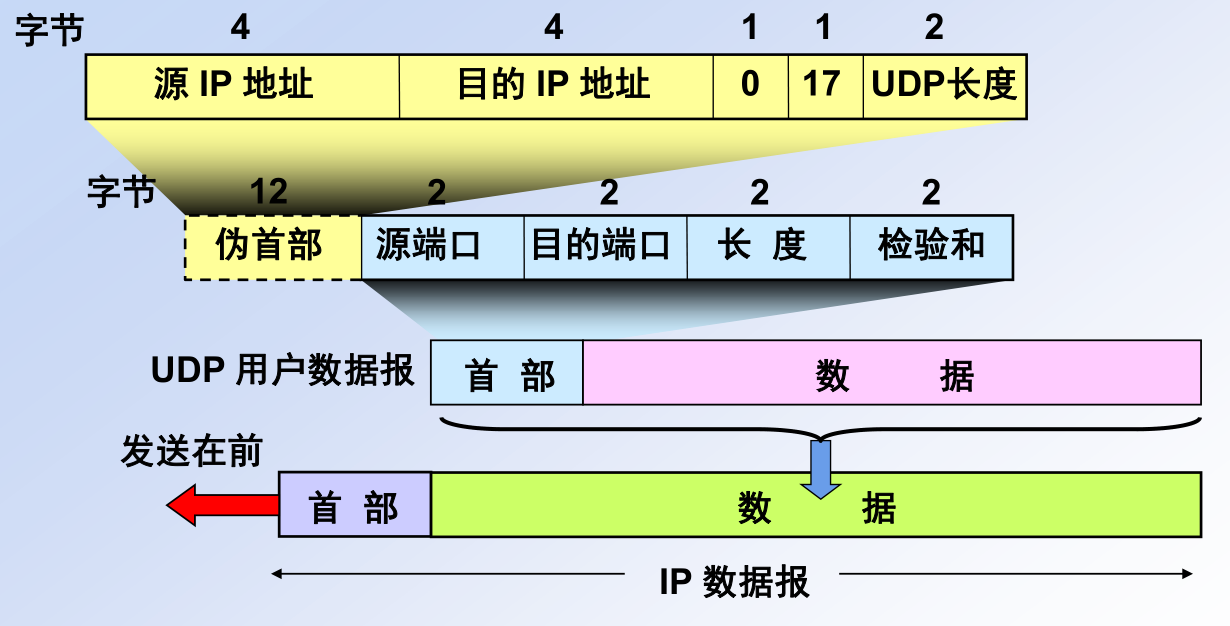 字节 4 4 1 1 2
源 IP 地址 目的 IP 地址 0 17 UDP长度
字节 12 2 2 2 2
伪首部 源端口 目的端口 长 度 检验和
UDP 用户数据报 首 部 数 据
发送在前
首 部 数 据
IP 数据报